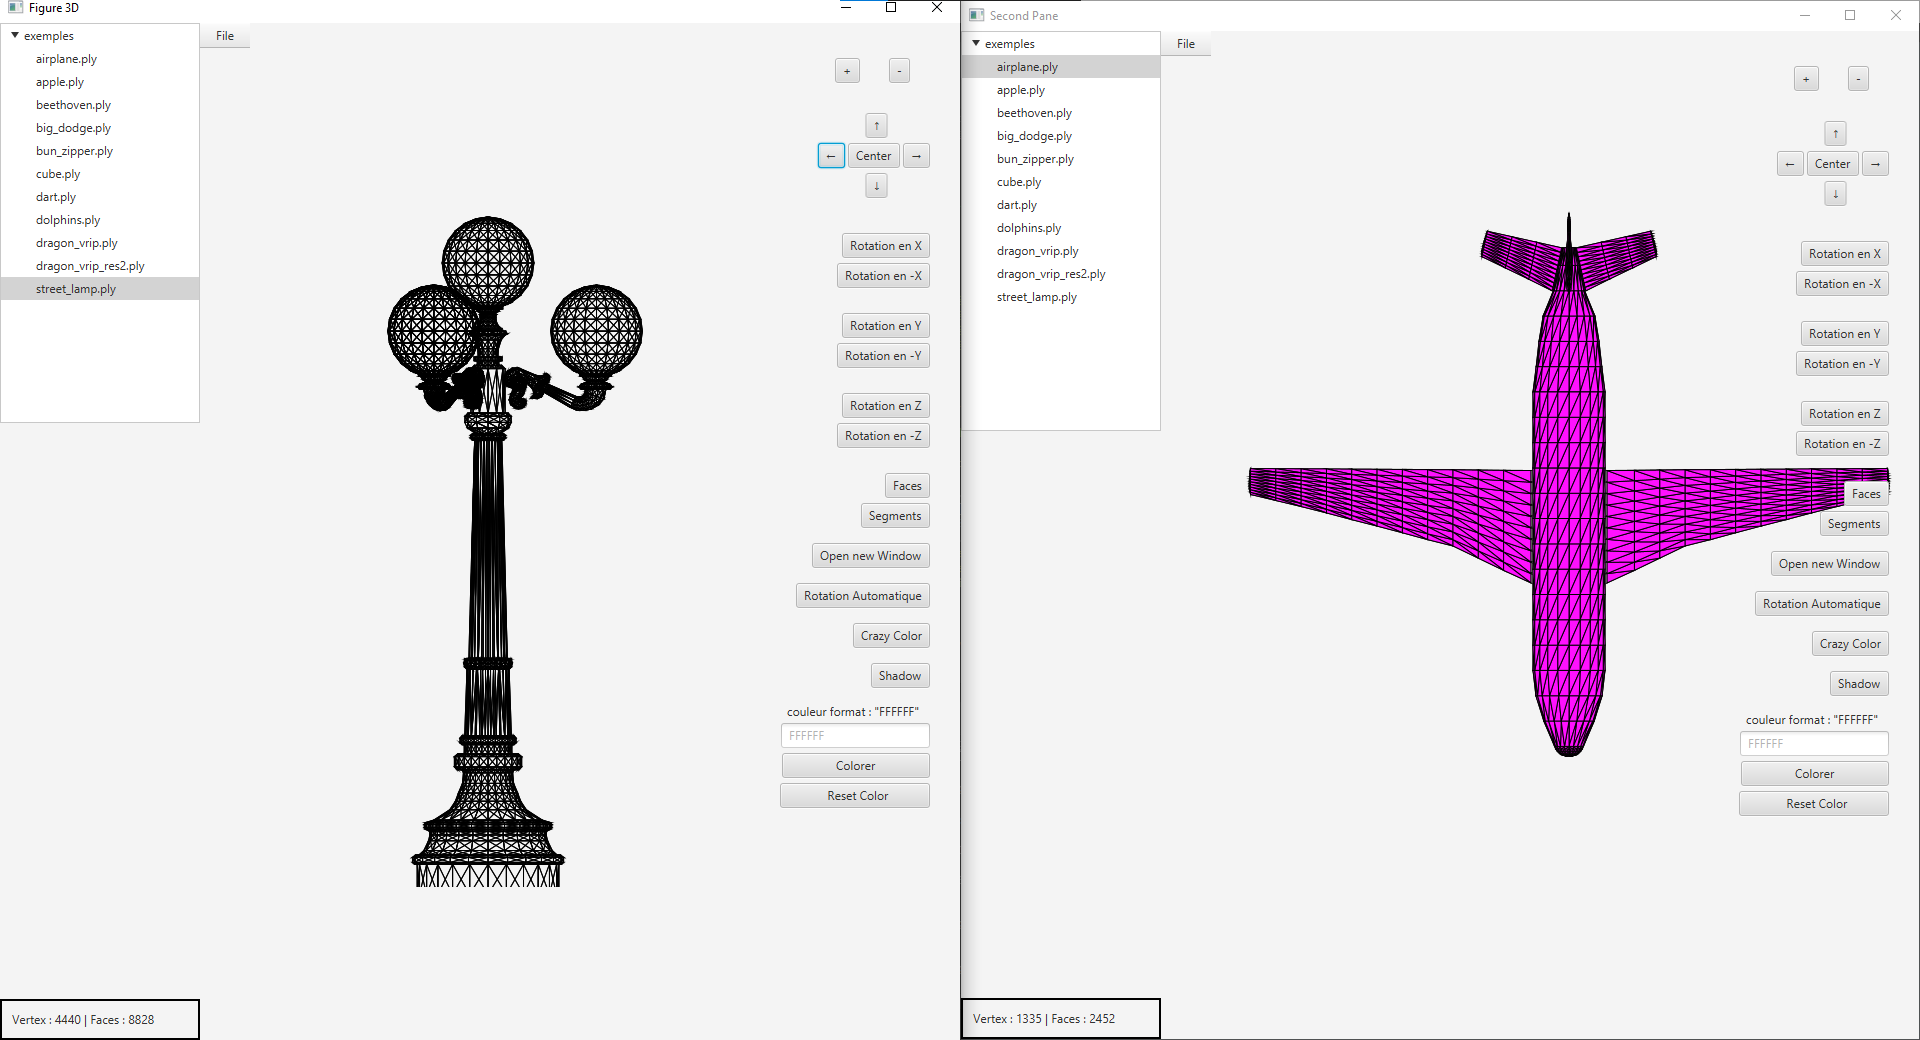 Figure 3D
exemples
airplane.ply
apple.ply
beethoven.ply
big_dodge.ply
bun_zipper.ply
cube.ply
dart.ply
dolphins.ply
dragon_vrip.ply
dragon_vrip_res2.ply
street_lamp.ply
File
+ -
↑
← Center →
↓
Rotation en X
Rotation en -X
Rotation en Y
Rotation en -Y
Rotation en Z
Rotation en -Z
Faces
Segments
Open new Window
Rotation Automatique
Crazy Color
Shadow
couleur format : "FFFFFF"
FFFFFF
Colorer
Reset Color
Vertex : 4440 | Faces : 8828
Second Pane
exemples
airplane.ply
apple.ply
beethoven.ply
big_dodge.ply
bun_zipper.ply
cube.ply
dart.ply
dolphins.ply
dragon_vrip.ply
dragon_vrip_res2.ply
street_lamp.ply
File
+ -
↑
← Center →
↓
Rotation en X
Rotation en -X
Rotation en Y
Rotation en -Y
Rotation en Z
Rotation en -Z
Faces
Segments
Open new Window
Rotation Automatique
Crazy Color
Shadow
couleur format : "FFFFFF"
FFFFFF
Colorer
Reset Color
Vertex : 1335 | Faces : 2452